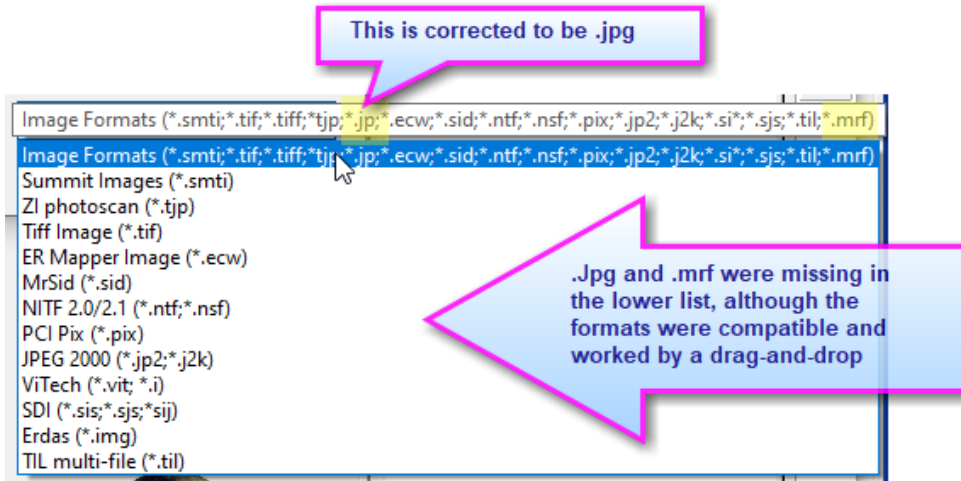 This is corrected to be .jpg
Image Formats (*.smti;*.tif;*.tiff;*tjp;*.jp;*.ecw;*.sid;*.ntf;*.nsf;*.pix;*.jp2;*.j2k;*.si*;*.sjs;*.til;*.mrf)
Image Formats (*.smti;*.tif;*.tiff;*tjp;*.jp;*.ecw;*.sid;*.ntf;*.nsf;*.pix;*.jp2;*.j2k;*.si*;*.sjs;*.til;*.mrf)
Summit Images (*.smti)
ZI photoscan (*.tjp)
Tiff Image (*.tif)
ER Mapper Image (*.ecw)
MrSid (*.sid)
NITF 2.0/2.1 (*.ntf;*.nsf)
PCI Pix (*.pix)
JPEG 2000 (*.jp2;*.j2k)
ViTech (*.vit; *.i)
SDI (*.sis;*.sjs;*sij)
Erdas (*.img)
TIL multi-file (*.til)
.Jpg and .mrf were missing in
the lower list, although the
formats were compatible and
worked by a drag-and-drop